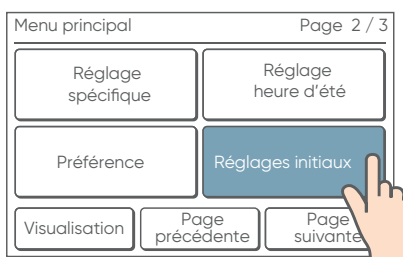 Menu principal Page 2 / 3
Réglage
spécifique
Réglage
heure d’été
Préférence
Réglages initiaux
Visualisation
Page
précédente
Page
suivante